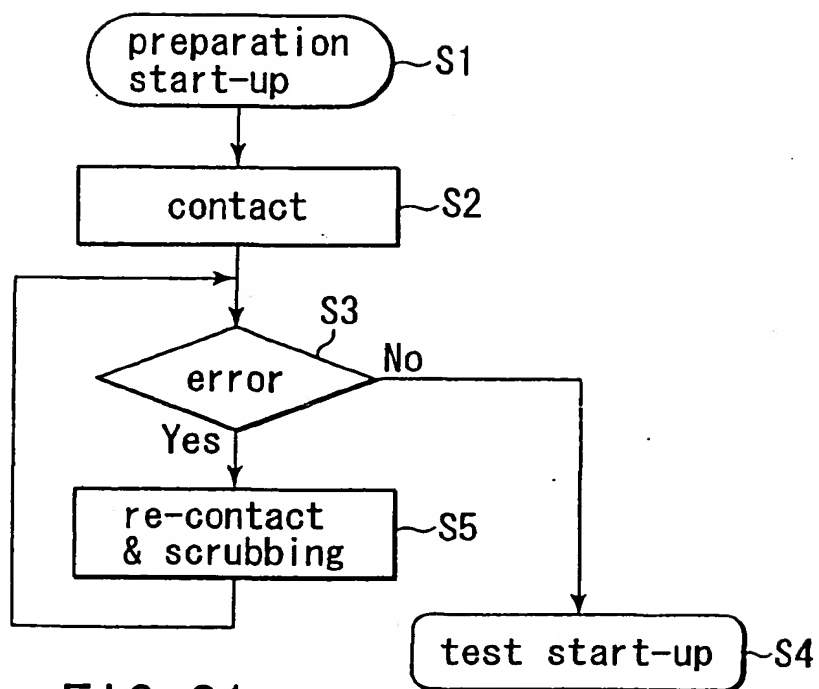 preparation
start-up
S1
contact
S2
S3
error
No
Yes
re-contact
& scrubbing
S5
test start-up
S4